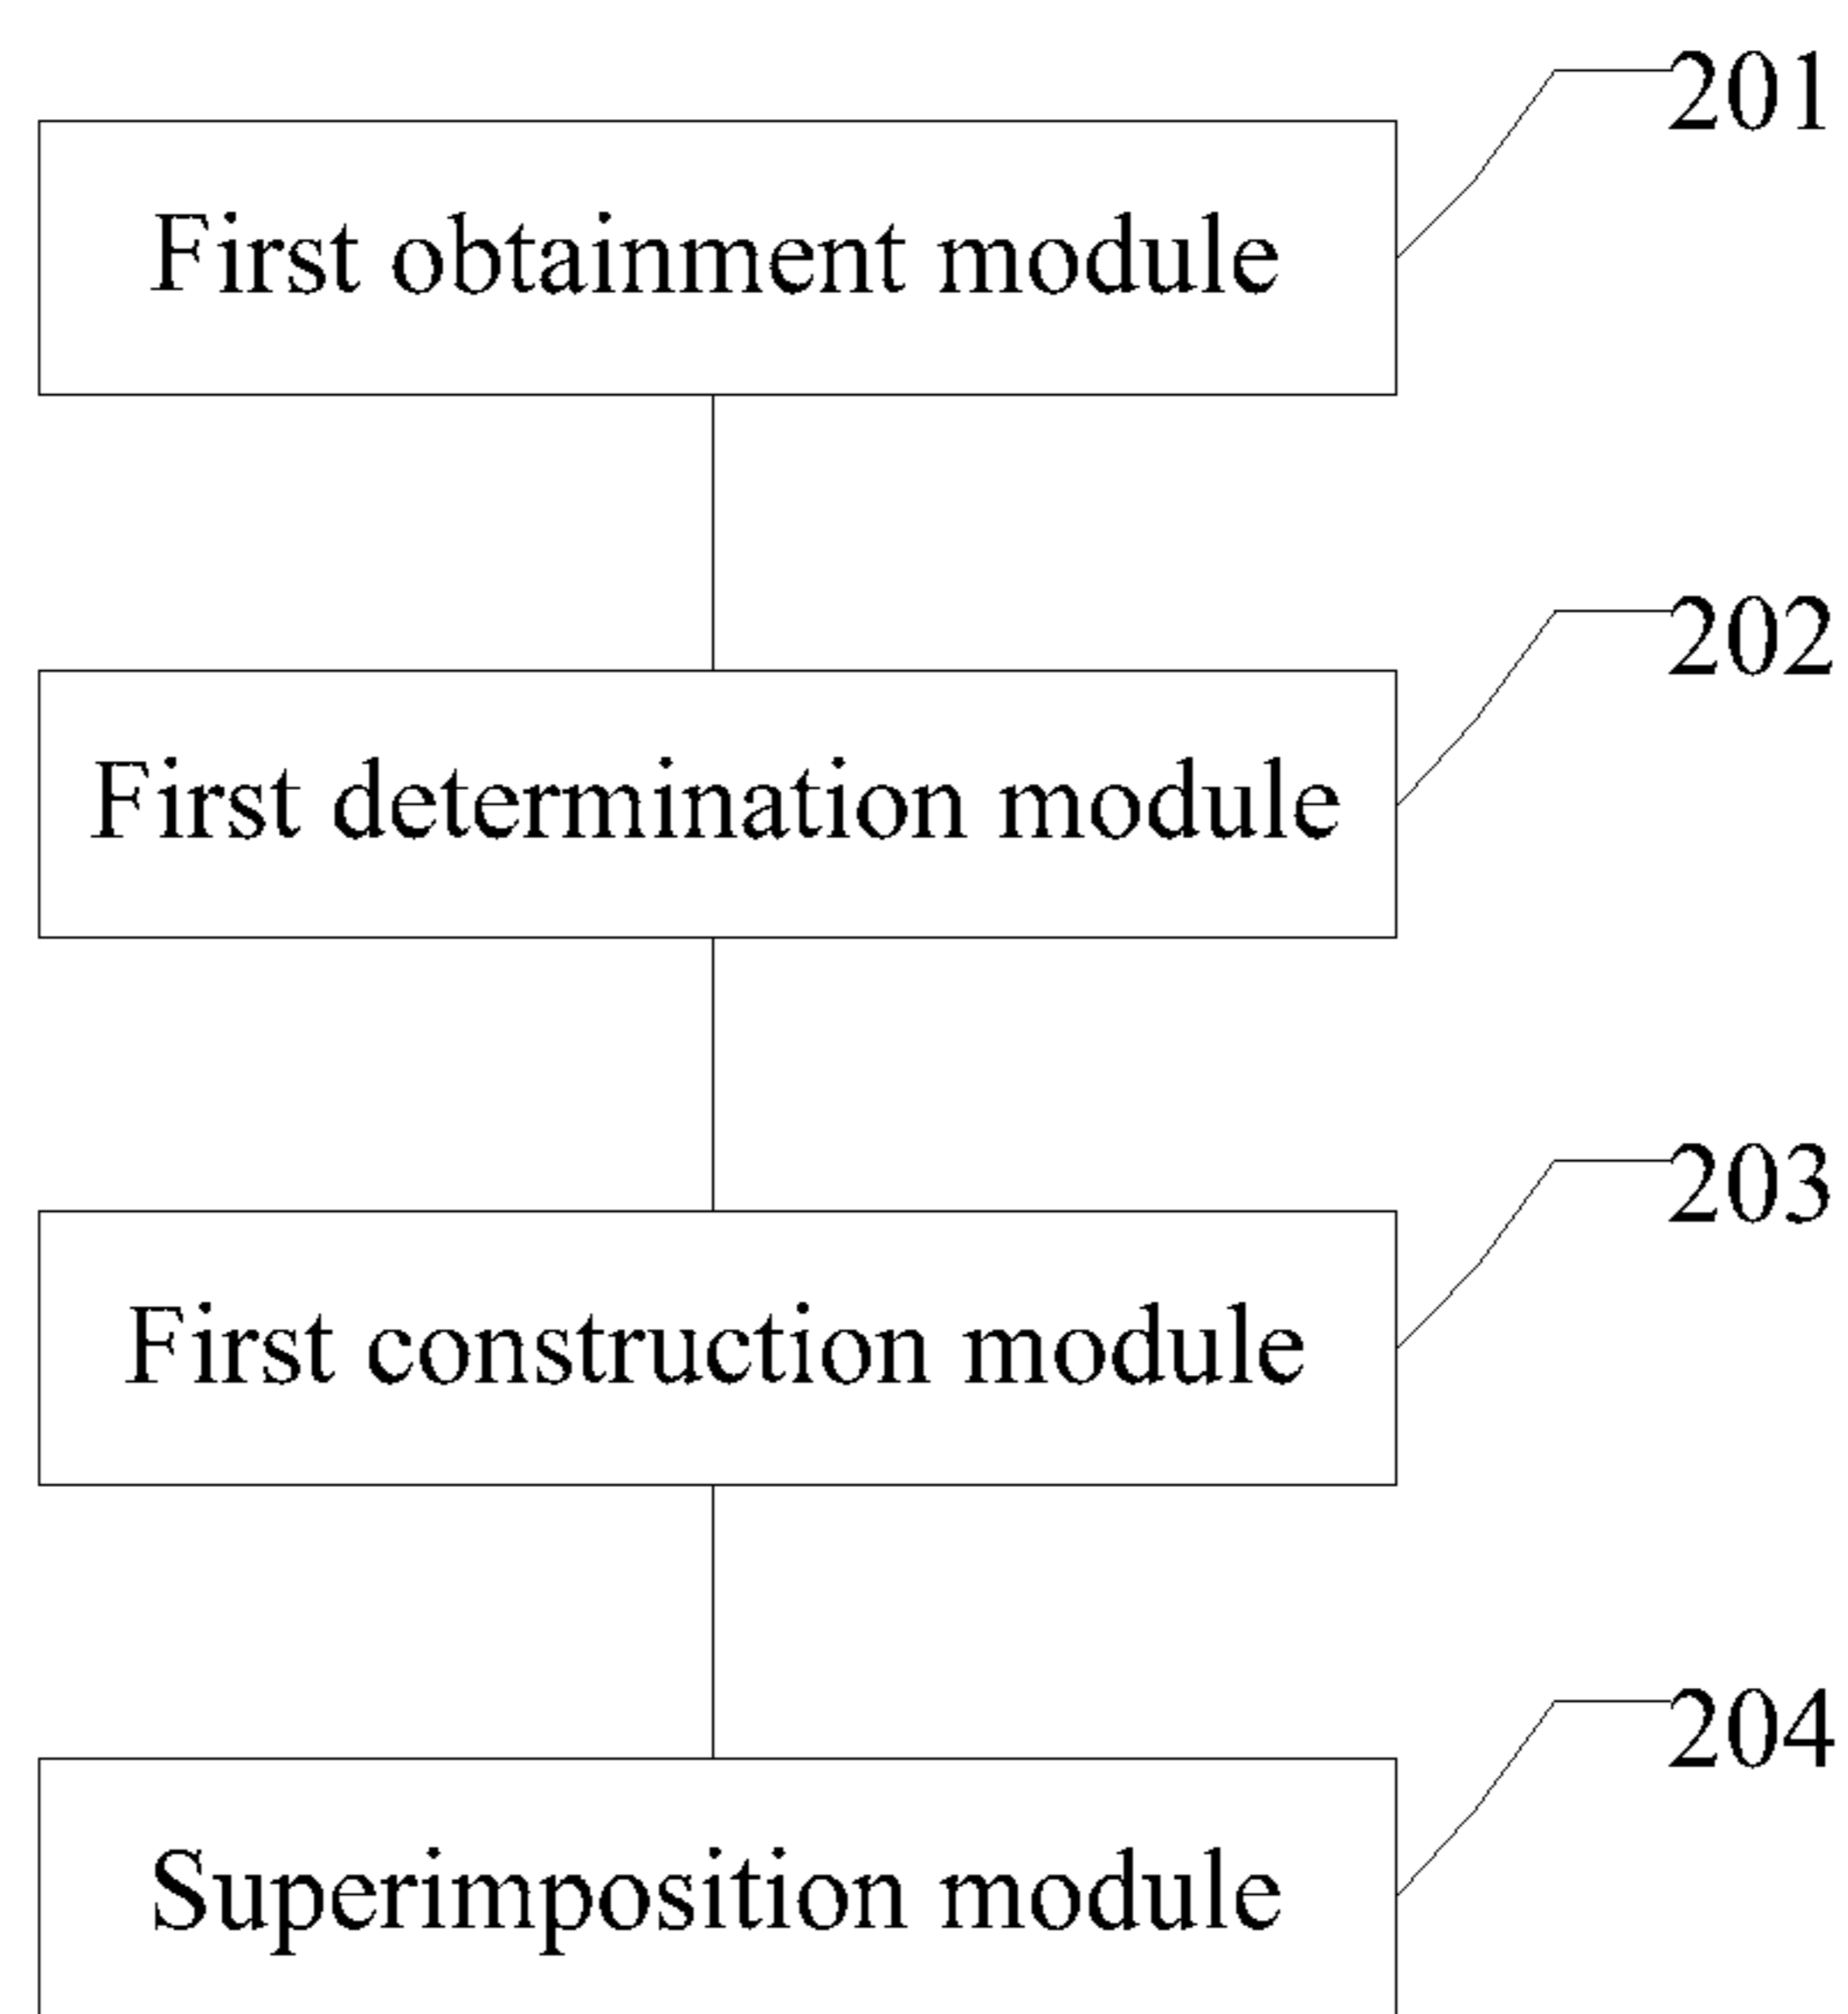 201
First obtainment module
202
First determination module
203
First construction module
204
Superimposition module